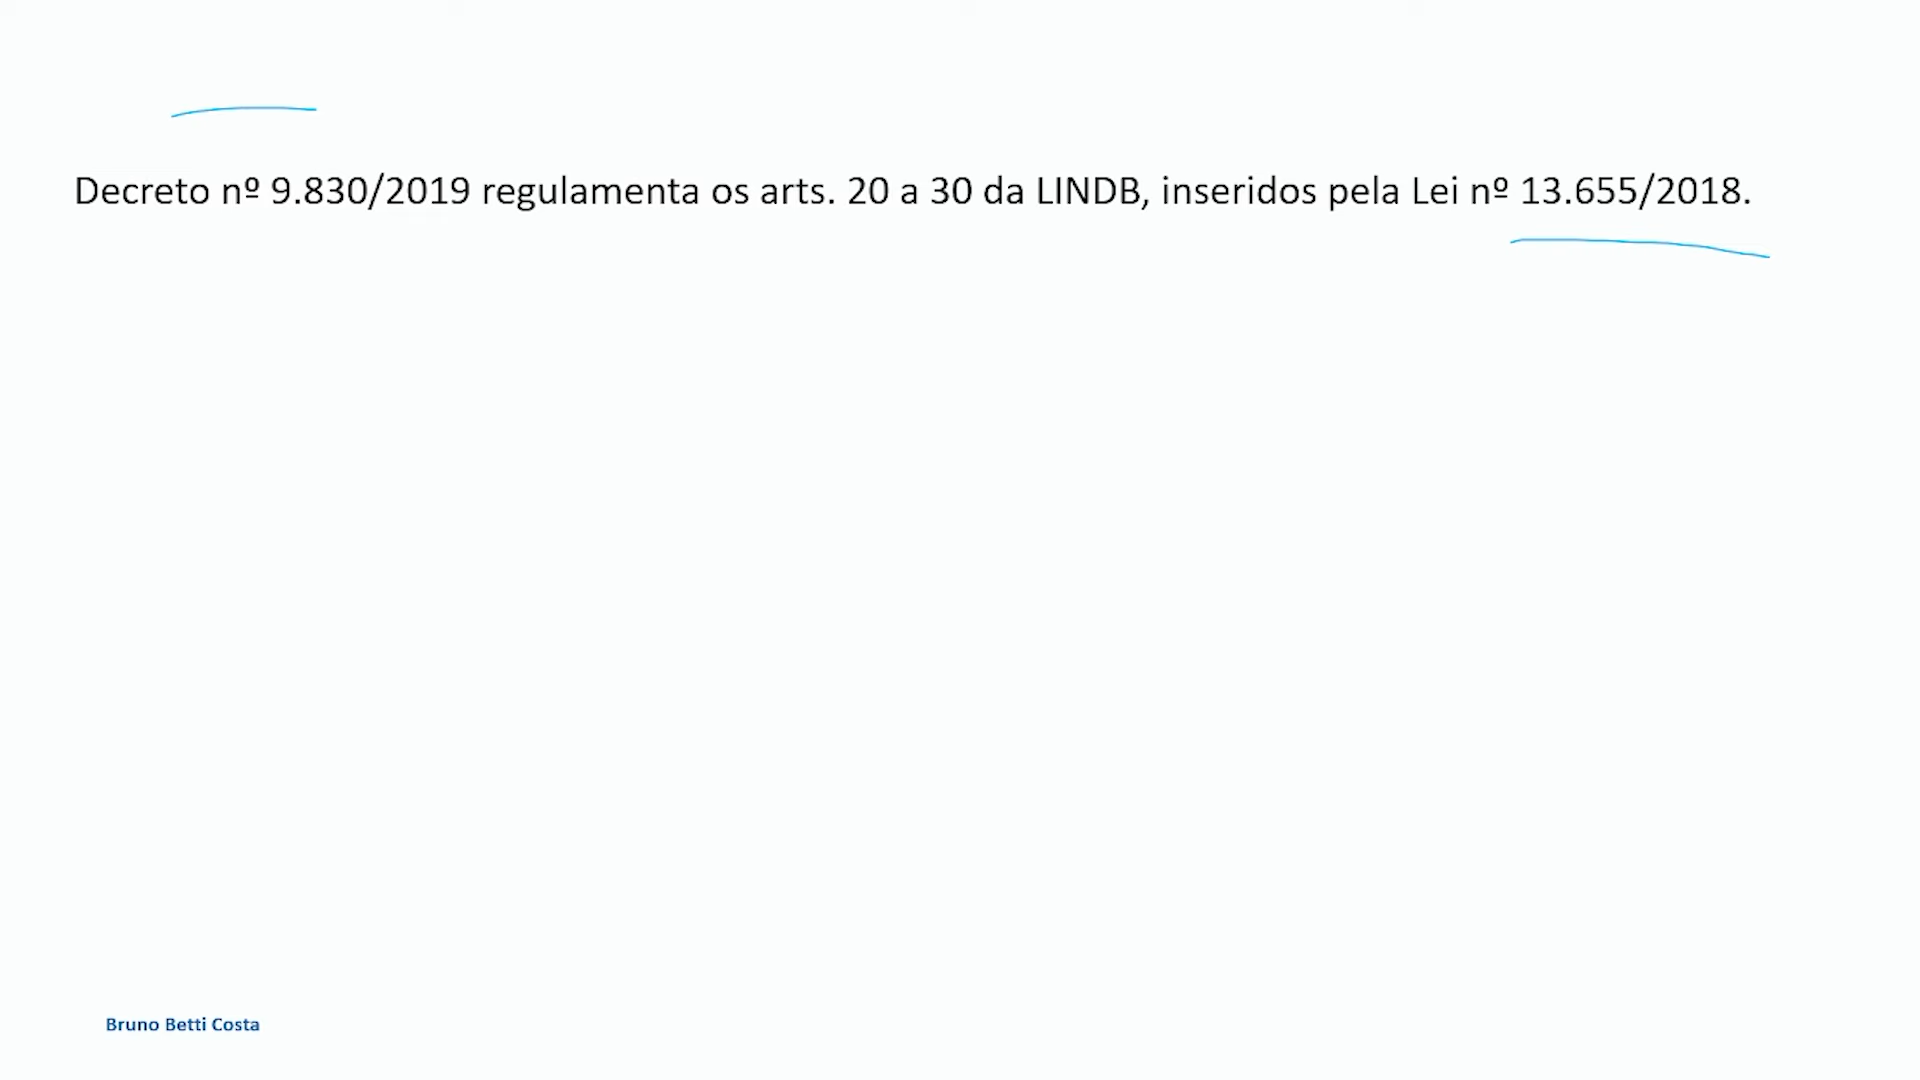 Decreto nº 9.830/2019 regulamenta os arts. 20 a 30 da LINDB, inseridos pela Lei nº 13.655/2018.
Bruno Betti Costa